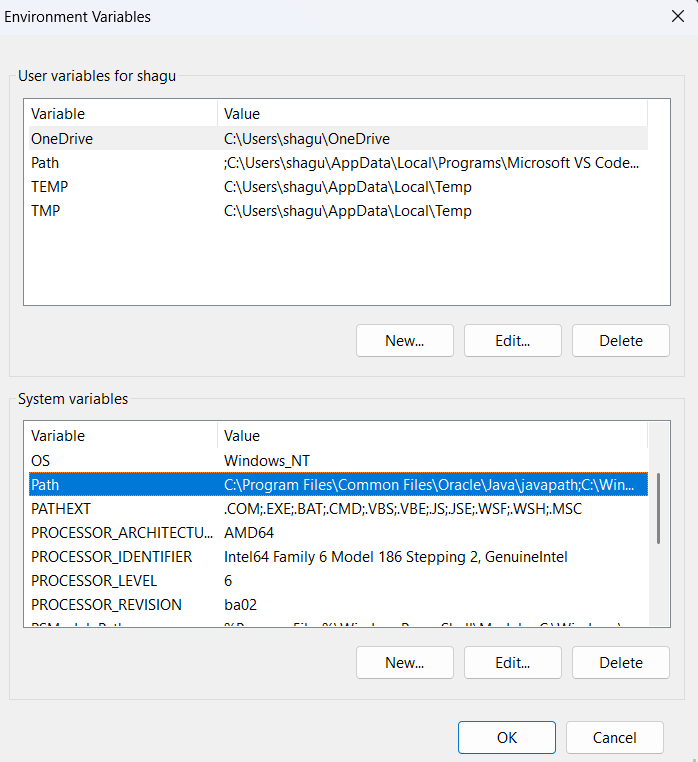 Environment Variables
User variables for shagu
Variable Value
OneDrive C:\Users\shagu\OneDrive
Path ;C:\Users\shagu\AppData\Local\Programs\Microsoft VS Code...
TEMP C:\Users\shagu\AppData\Local\Temp
TMP C:\Users\shagu\AppData\Local\Temp
New... Edit... Delete
System variables
Variable Value
OS Windows_NT
Path C:\Program Files\Common Files\Oracle\Java\javapath;C:\Win...
PATHEXT .COM;.EXE;.BAT;.CMD;.VBS;.VBE;.JS;.JSE;.WSF;.WSH;.MSC
PROCESSOR_ARCHITECTU... AMD64
PROCESSOR_IDENTIFIER Intel64 Family 6 Model 186 Stepping 2, GenuineIntel
PROCESSOR_LEVEL 6
PROCESSOR_REVISION ba02
New... Edit... Delete
OK Cancel